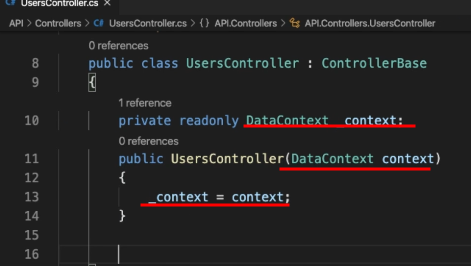 C# UsersController.cs ×
API > Controllers > C# UsersController.cs > {} API.Controllers > API.Controllers.UsersController
0 references
8 public class UsersController : ControllerBase
9 {
1 reference
10 private readonly DataContext _context;
0 references
11 public UsersController(DataContext context)
12 {
13 _context = context;
14 }
15
16